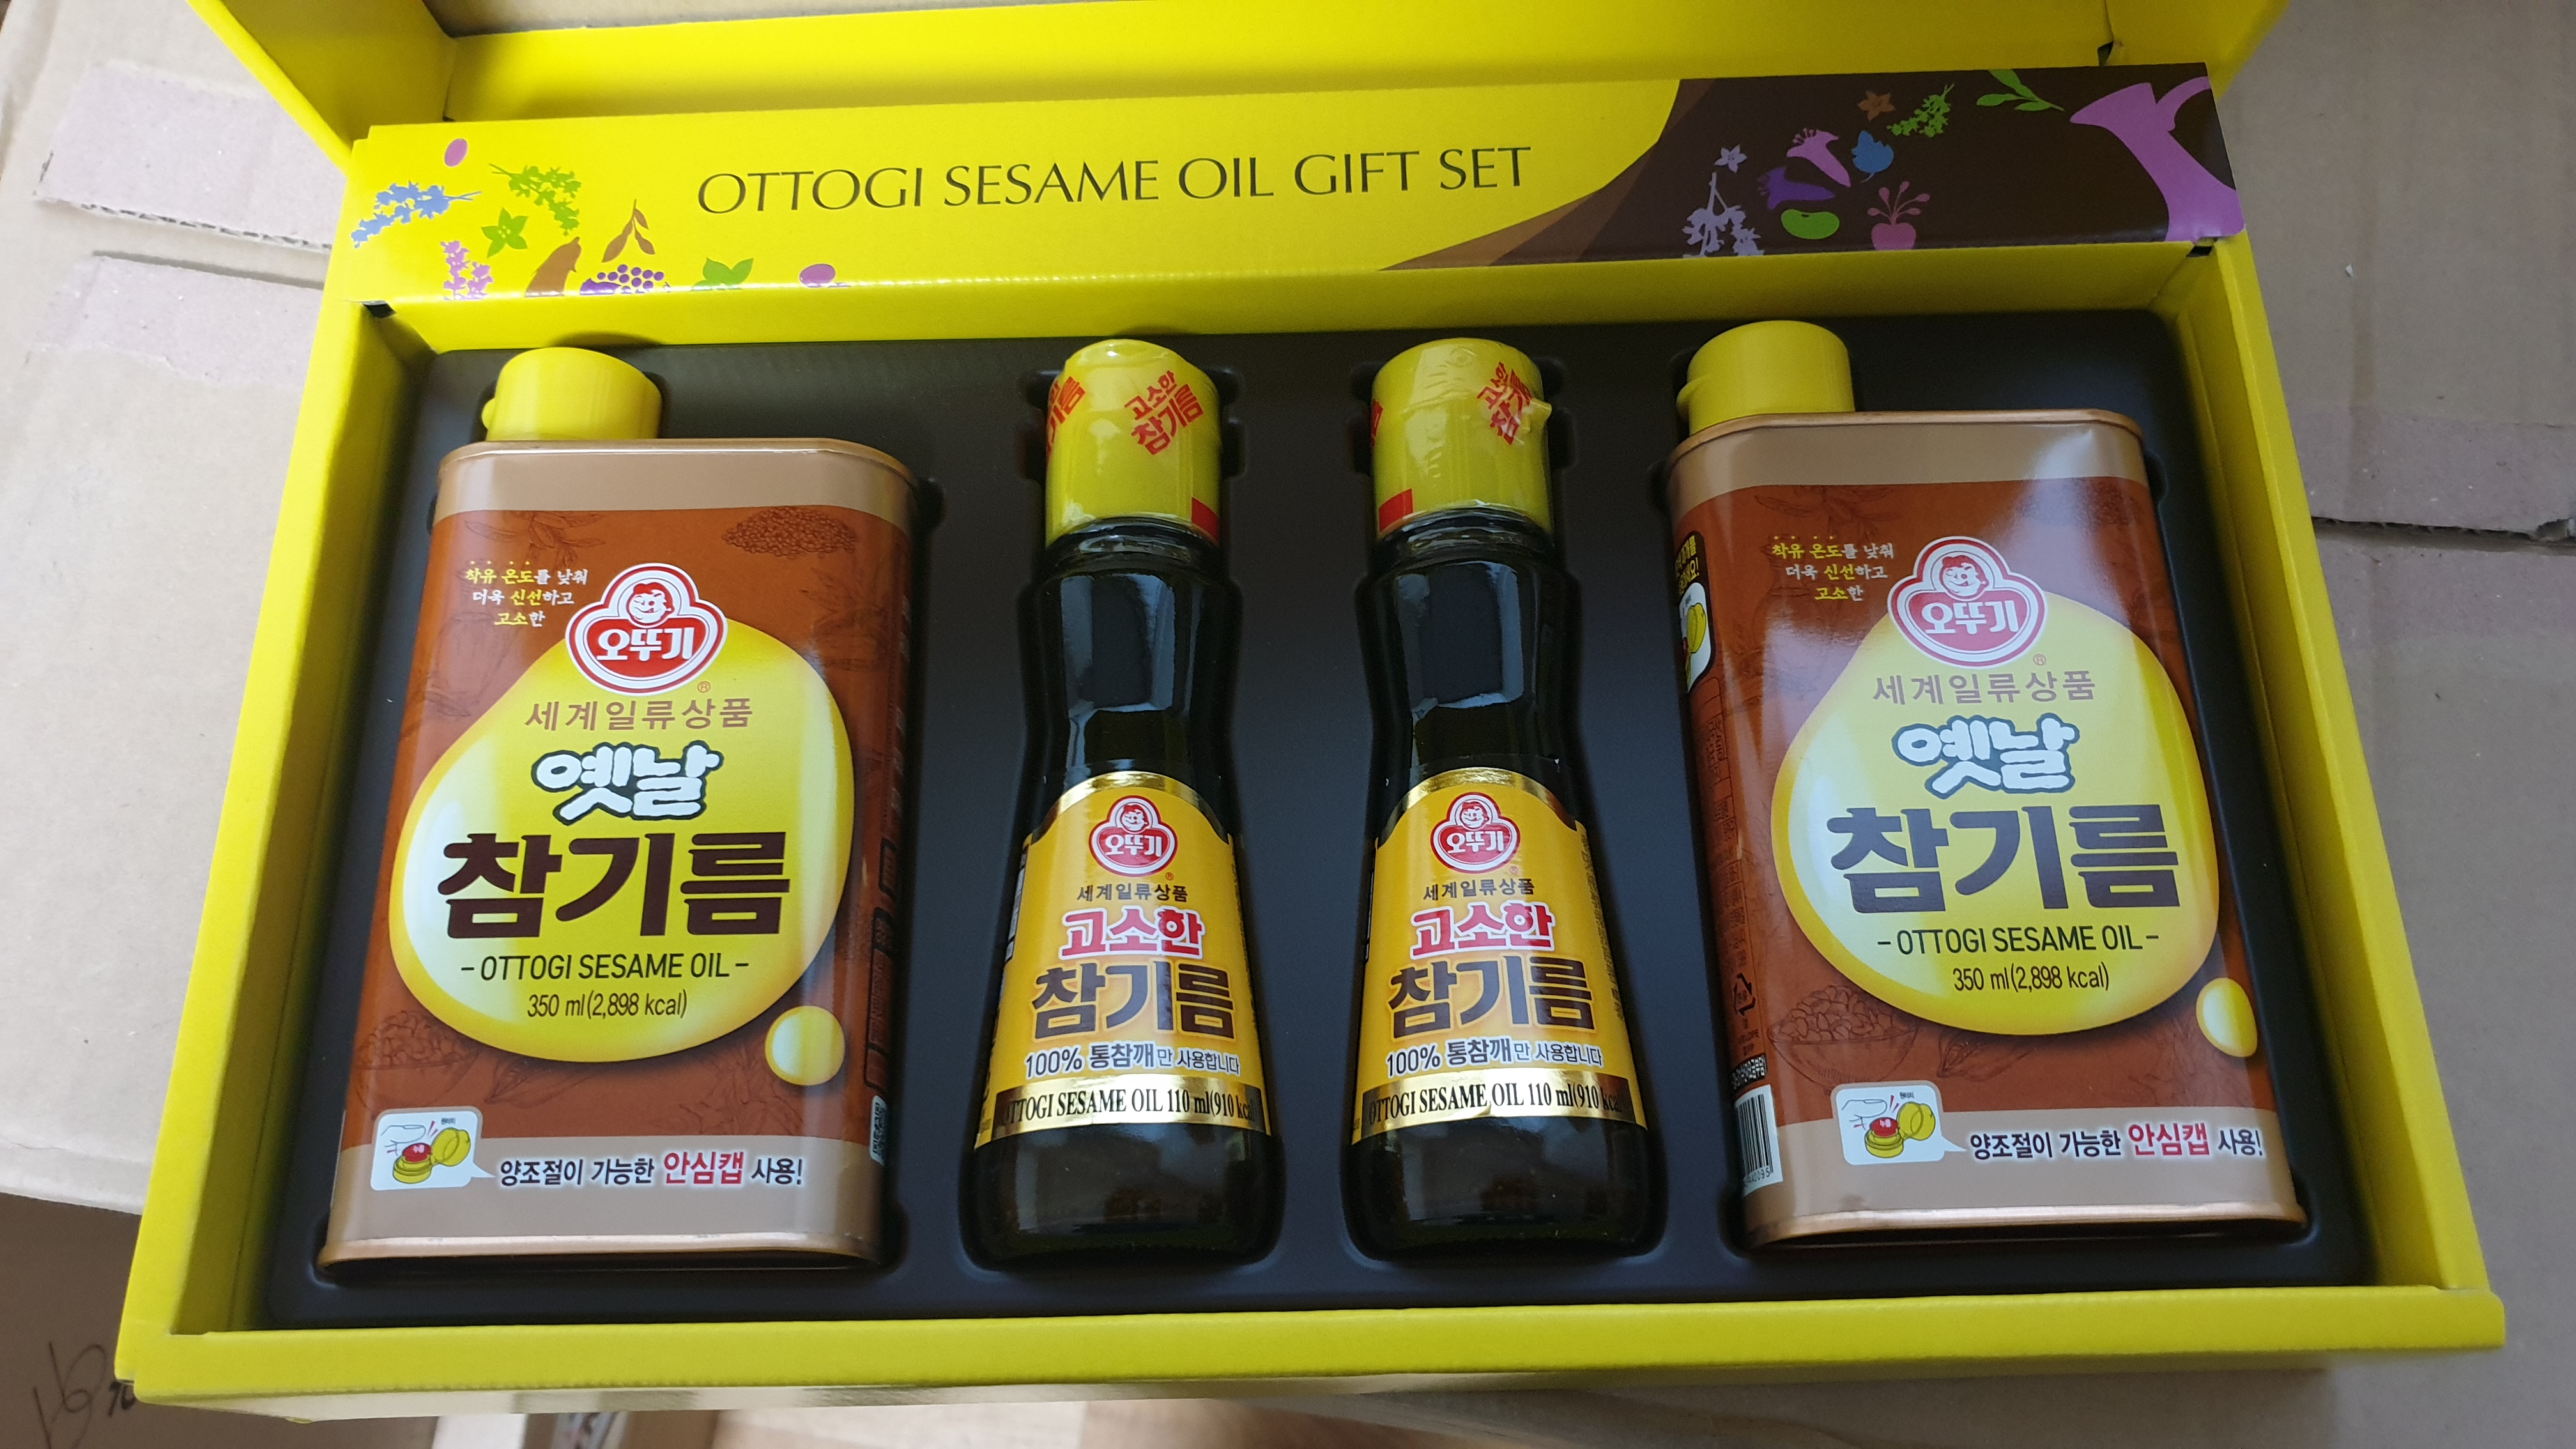 OTTOGI SESAME OIL GIFT SET
착유 온도를 낮춰
더욱 신선하고
고소한
오뚜기
®
세계일류상품
옛날
참기름
-OTTOGI SESAME OIL-
350 ml(2,898 kcal)
양조절이 가능한 안심캡 사용!
고소한
참기름
오뚜기
®
세계일류상품
고소한
참기름
100% 통참깨만 사용합니다
OTTOGI SESAME OIL 110 ml(910
고소한
참기름
오뚜기
®
세계일류상품
고소한
참기름
100% 통참깨만 사용합니다
OTTOGI SESAME OIL 110 ml(910
착유 온도를 낮춰
더욱 신선하고
고소한
오뚜기
®
세계일류상품
옛날
참기름
-OTTOGI SESAME OIL-
350 ml(2,898 kcal)
양조절이 가능한 안심캡 사용!